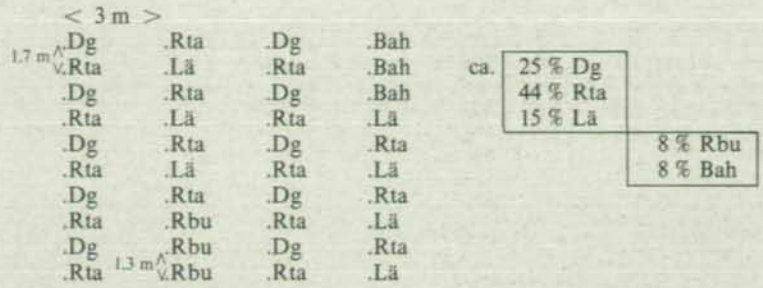 < 3 m >
.Dg .Rta .Dg .Bah
1.7 m .Rta .Lä .Rta .Bah ca. 25 % Dg
.Dg .Rta .Dg .Bah 44 % Rta
.Rta .Lä .Rta .Lä 15 % Lä
.Dg .Rta .Dg .Rta 8 % Rbu
.Rta .Lä .Rta .Lä 8 % Bah
.Dg .Rta .Dg .Rta
.Rta .Rbu .Rta .Lä
.Dg .Rbu .Dg .Rta
.Rta 1.3 m .Rbu .Rta .Lä